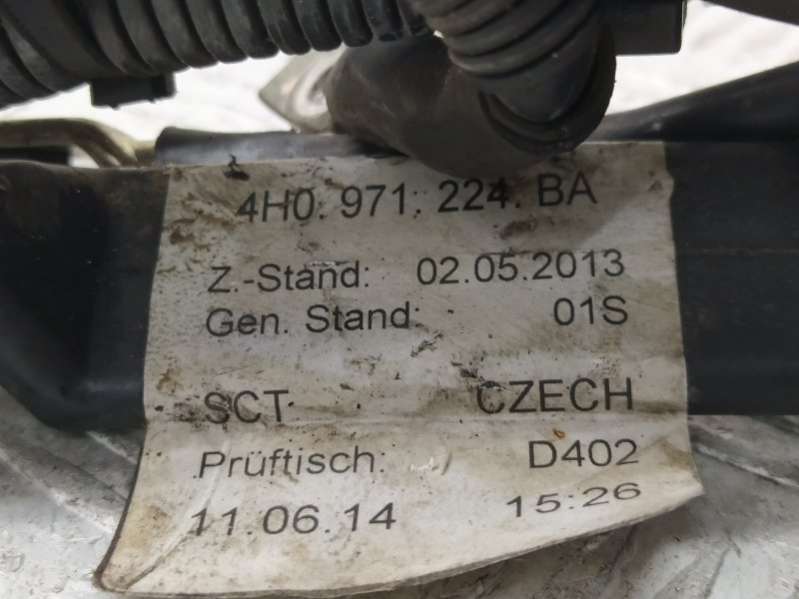 4H0. 971. 224. BA
Z.-Stand: 02.05.2013
Gen. Stand: 01S
SCT CZECH
Prüftisch: D402
11.06.14 15:26